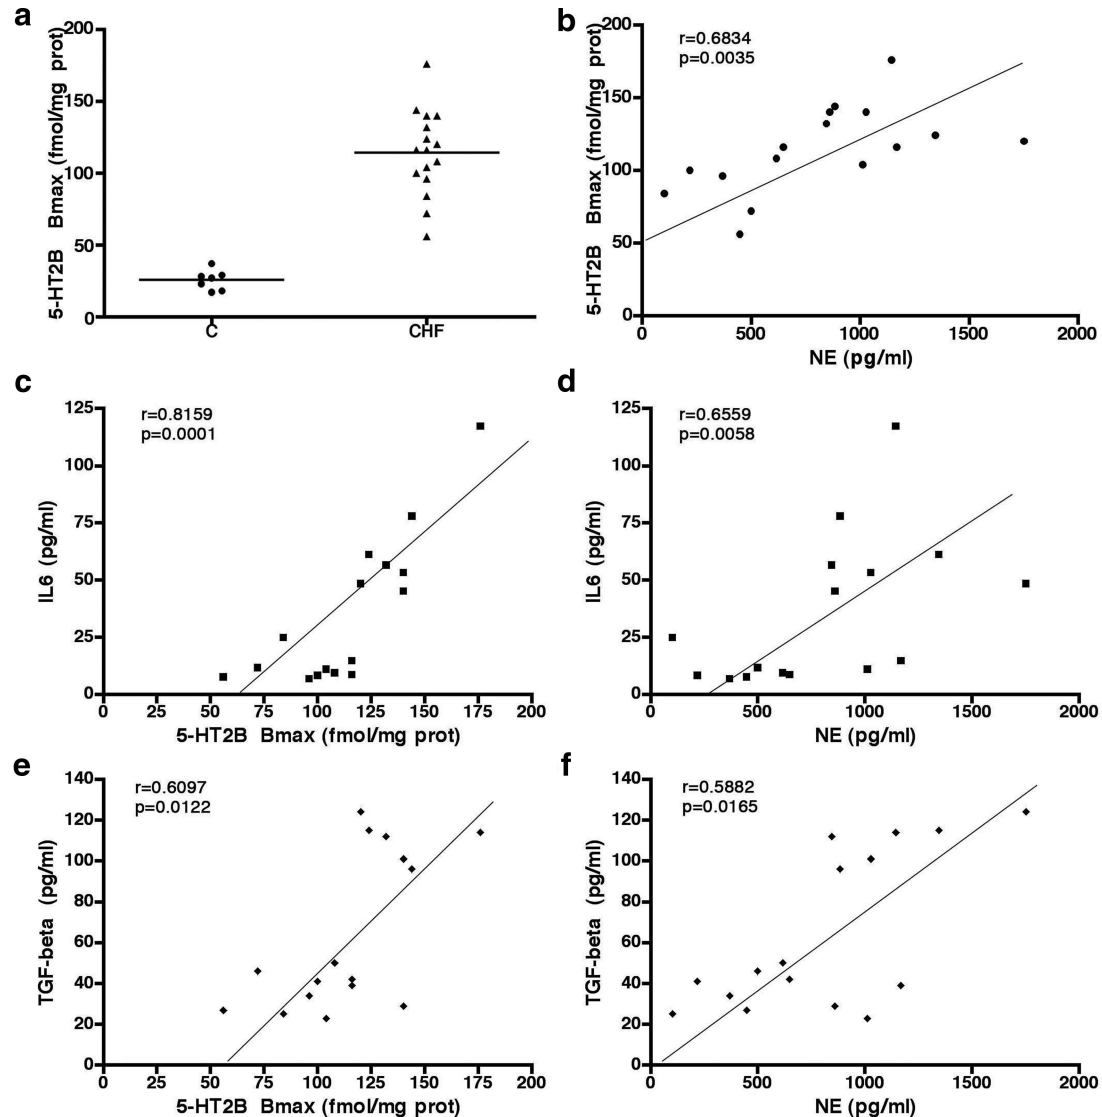 a
5-HT2B Bmax (fmol/mg prot)
200
150
100
50
0
C
CHF
b
5-HT2B Bmax (fmol/mg prot)
r=0.6834
p=0.0035
200
150
100
50
0
0
500
1000
1500
2000
NE (pg/ml)
c
IL6 (pg/ml)
r=0.8159
p=0.0001
125
100
75
50
25
0
0
25
50
75
100
125
150
175
200
5-HT2B Bmax (fmol/mg prot)
d
IL6 (pg/ml)
r=0.6559
p=0.0058
125
100
75
50
25
0
0
500
1000
1500
2000
NE (pg/ml)
e
TGF-beta (pg/ml)
r=0.6097
p=0.0122
140
120
100
80
60
40
20
0
0
25
50
75
100
125
150
175
200
5-HT2B Bmax (fmol/mg prot)
f
TGF-beta (pg/ml)
r=0.5882
p=0.0165
140
120
100
80
60
40
20
0
0
500
1000
1500
2000
NE (pg/ml)